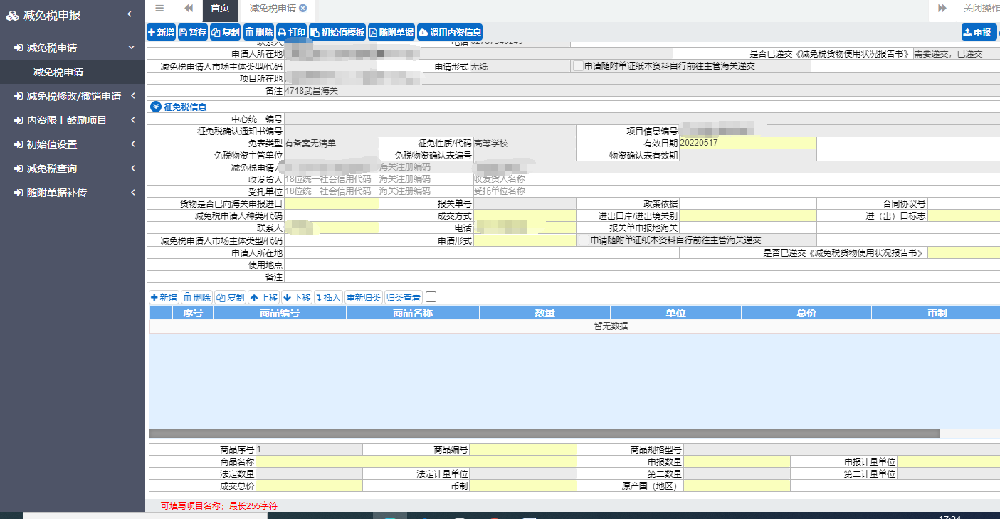 减免税申报
减免税申请
减免税申请
减免税修改/撤销申请
内资限上鼓励项目
初始值设置
减免税查询
随附单据补传
首页 减免税申请 关闭操作
新增 暂存 复制 删除 打印 初始值模板 随附单据 调用内资信息 申报
申请人所在地 是否已递交《减免税货物使用状况报告书》 需要递交，已递交
减免税申请人市场主体类型/代码 申请形式 无纸 申请随附单证纸本资料自行前往主管海关递交
项目所在地
备注 4718武昌海关
征免税信息
中心统一编号
征免税确认通知书编号 项目信息编号
免表类型 有备案无清单 征免性质/代码 高等学校 有效日期 20220517
免税物资主管单位 免税物资确认表编号 物资确认表有效期
减免税申请人 海关注册编码
收发货人 18位统一社会信用代码 海关注册编码 收发货人名称
受托单位 18位统一社会信用代码 海关注册编码 受托单位名称
货物是否已向海关申报进口 报关单号 政策依据 合同协议号
减免税申请人种类/代码 成交方式 进出口岸/进出境关别 进（出）口标志
联系人 电话 报关单申报地海关
减免税申请人市场主体类型/代码 申请形式 申请随附单证纸本资料自行前往主管海关递交
申请人所在地 是否已递交《减免税货物使用状况报告书》
使用地点
备注
新增 删除 复制 上移 下移 插入 重新归类 归类查看
序号 商品编号 商品名称 数量 单位 总价 币制
暂无数据
商品序号 1 商品编号 商品规格型号
商品名称 申报数量 申报计量单位
法定数量 法定计量单位 第二数量 第二计量单位
成交总价 币制 原产国（地区）
可填写项目名称；最长255字符